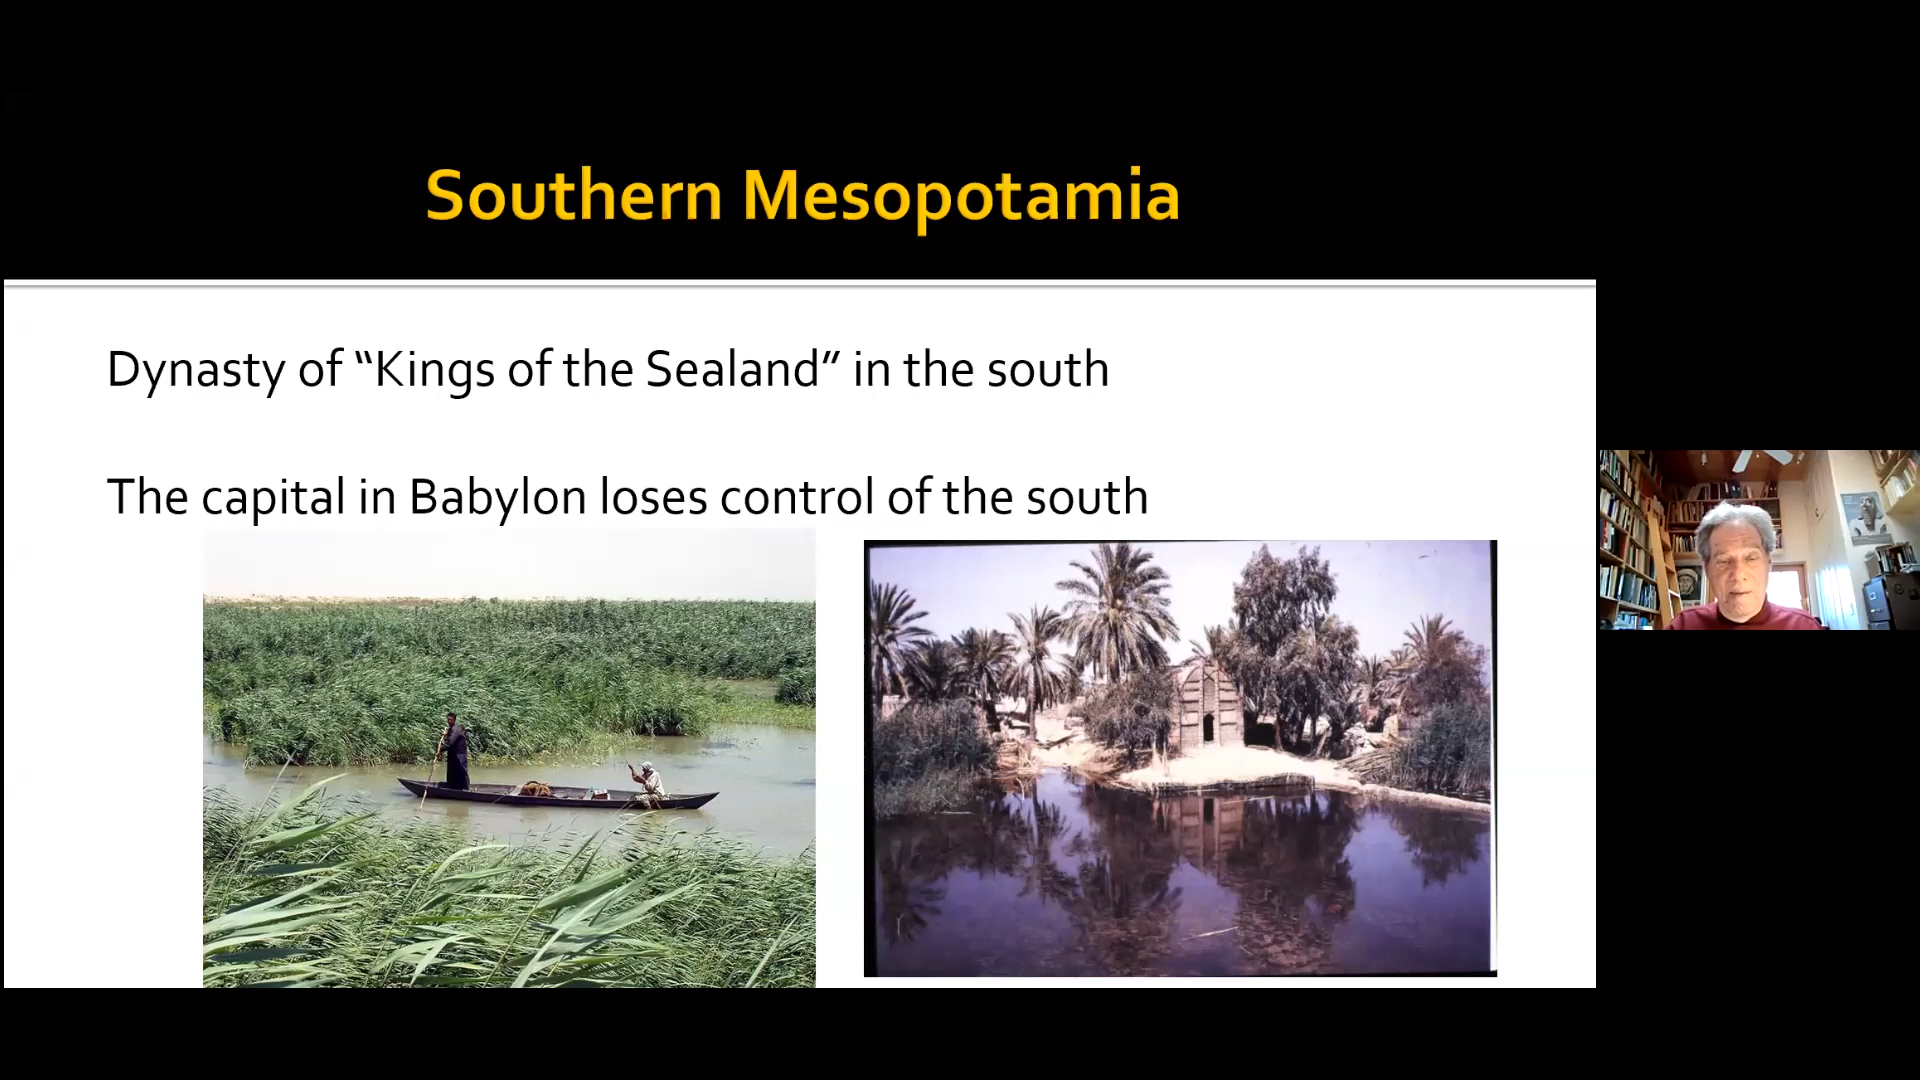 Southern Mesopotamia
Dynasty of “Kings of the Sealand” in the south
The capital in Babylon loses control of the south